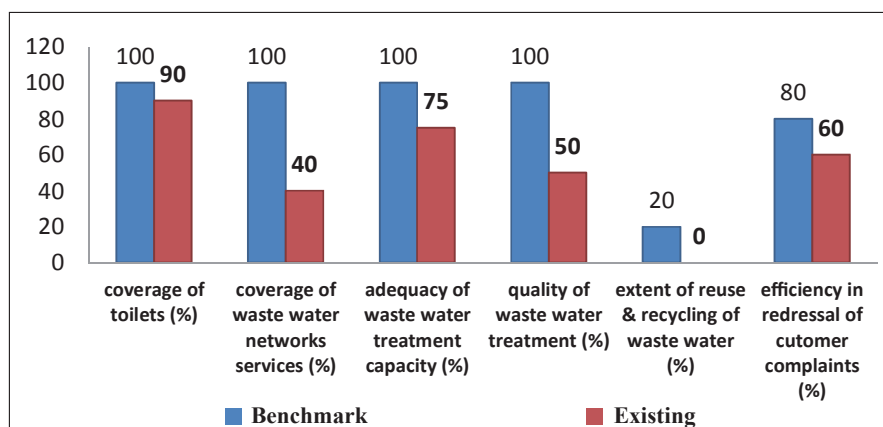 120
100
80
60
40
20
0
100
90
100
40
100
75
100
50
20
0
80
60
coverage of
toilets (%)
coverage of
waste water
networks
services (%)
adequacy of
waste water
treatment
capacity (%)
quality of
waste water
treatment (%)
extent of reuse
& recycling of
waste water
(%)
efficiency in
redressal of
cutomer
complaints
(%)
Benchmark
Existing